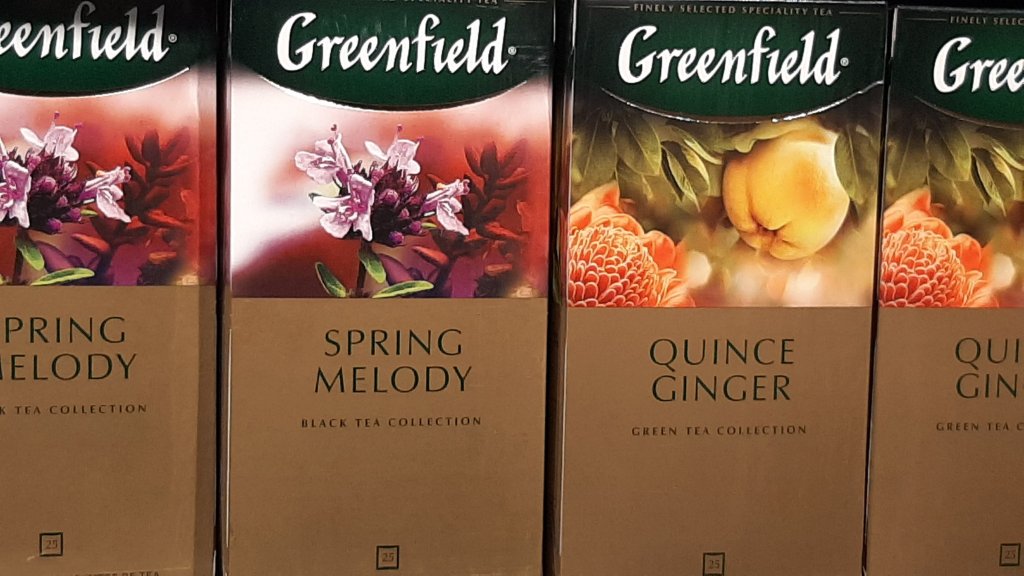 eenfield®
SPRING
MELODY
K TEA COLLECTION
25
Greenfield®
SPRING
MELODY
BLACK TEA COLLECTION
25
FINELY SELECTED SPECIALITY TEA
Greenfield®
QUINCE
GINGER
GREEN TEA COLLECTION
25
FINELY SELEC
Gree
QUI
GIN
GREEN TEA C
25